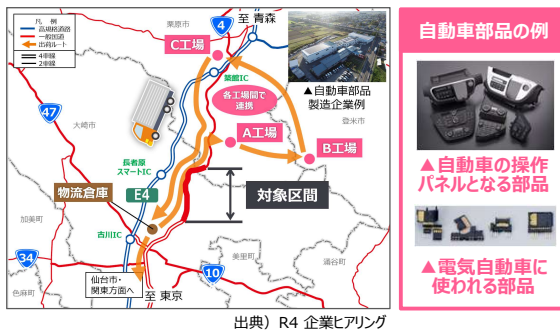 凡 例
高規格道路
一般国道
出荷ルート
4車線
2車線
栗原市
4
至 青森
C工場
築館IC
▲自動車部品
製造企業例
各工場間で
連携
登米市
47
大崎市
A工場
B工場
長者原
スマートIC
物流倉庫
E4
対象区間
加美町
古川IC
34
美里町
涌谷町
10
色麻町
仙台市・
関東方面へ
至 東京
自動車部品の例
▲自動車の操作
パネルとなる部品
▲電気自動車に
使われる部品
出典）R4 企業ヒアリング